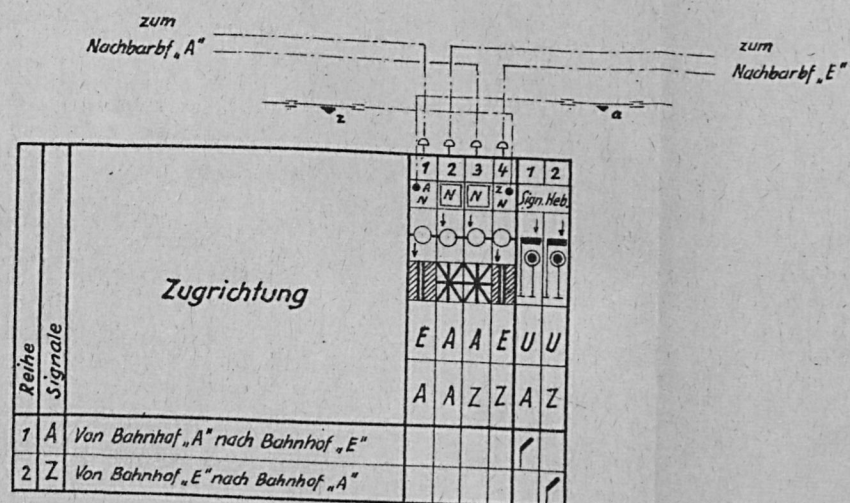 zum
Nachbarbf„A"
zum
Nachbarbf„E"
z
a
1 2 3 4 1 2
A N N N Z N Sign. Heb.
Reihe Signale Zugrichtung
E A A E U U
A A Z Z A Z
1 A Von Bahnhof„A" nach Bahnhof„E"
2 Z Von Bahnhof„E" nach Bahnhof„A"